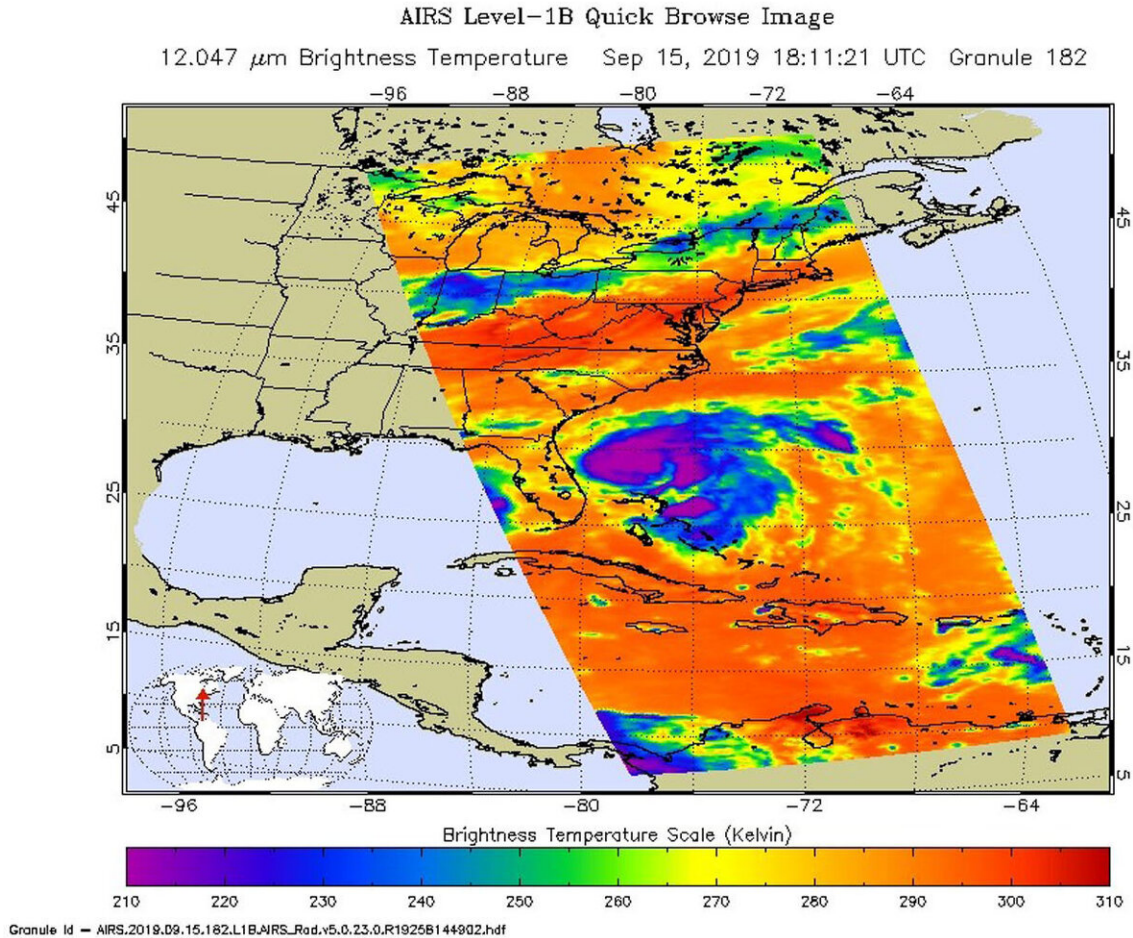 AIRS Level-1B Quick Browse Image
12.047 μm Brightness Temperature Sep 15, 2019 18:11:21 UTC Granule 182
-96 -88 -80 -72 -64
45 45
35 35
25 25
15 15
5 5
-96 -88 -80 -72 -64
Brightness Temperature Scale (Kelvin)
210 220 230 240 250 260 270 280 290 300 310
Granule Id - AIRS.2019.09.15.182.L1B.AIRS_Rad.v5.0.23.0.R19258144902.hdf